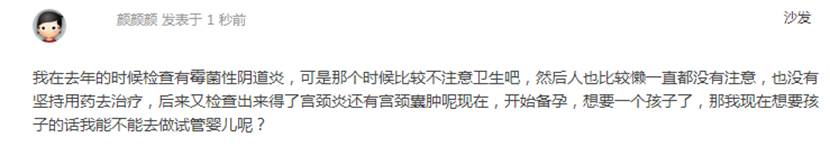 颜颜颜 发表于 1 秒前
沙发
我在去年的时候检查有霉菌性阴道炎，可是那个时候比较不注意卫生吧，然后人也比较懒一直都没有注意，也没有
坚持用药去治疗，后来又检查出来得了宫颈炎还有宫颈囊肿呢现在，开始备孕，想要一个孩子了，那我现在想要孩
子的话我能不能去做试管婴儿呢？